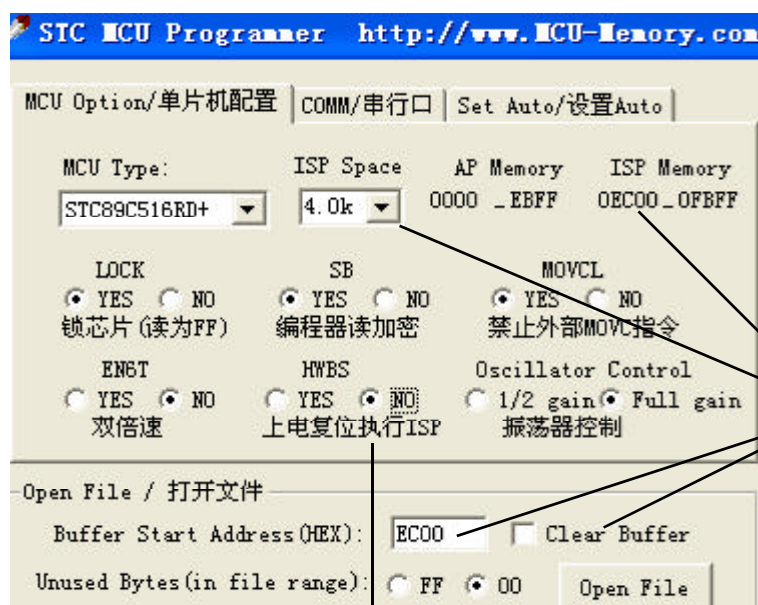 STC MCU Programmer http://www.MCU-Memory.com
MCU Option/单片机配置 COMM/串行口 Set Auto/设置Auto
MCU Type: ISP Space AP Memory ISP Memory
STC89C516RD+ 4.0k 0000 _EBFF 0EC00_0FBFF
LOCK SB MOVCL
YES NO YES NO YES NO
锁芯片(读为FF) 编程器读加密 禁止外部MOVC指令
EN6T HWBS Oscillator Control
YES NO YES NO 1/2 gain Full gain
双倍速 上电复位执行ISP 振荡器控制
Open File / 打开文件
Buffer Start Address(HEX): EC00 Clear Buffer
Unused Bytes(in file range): FF 00 Open File